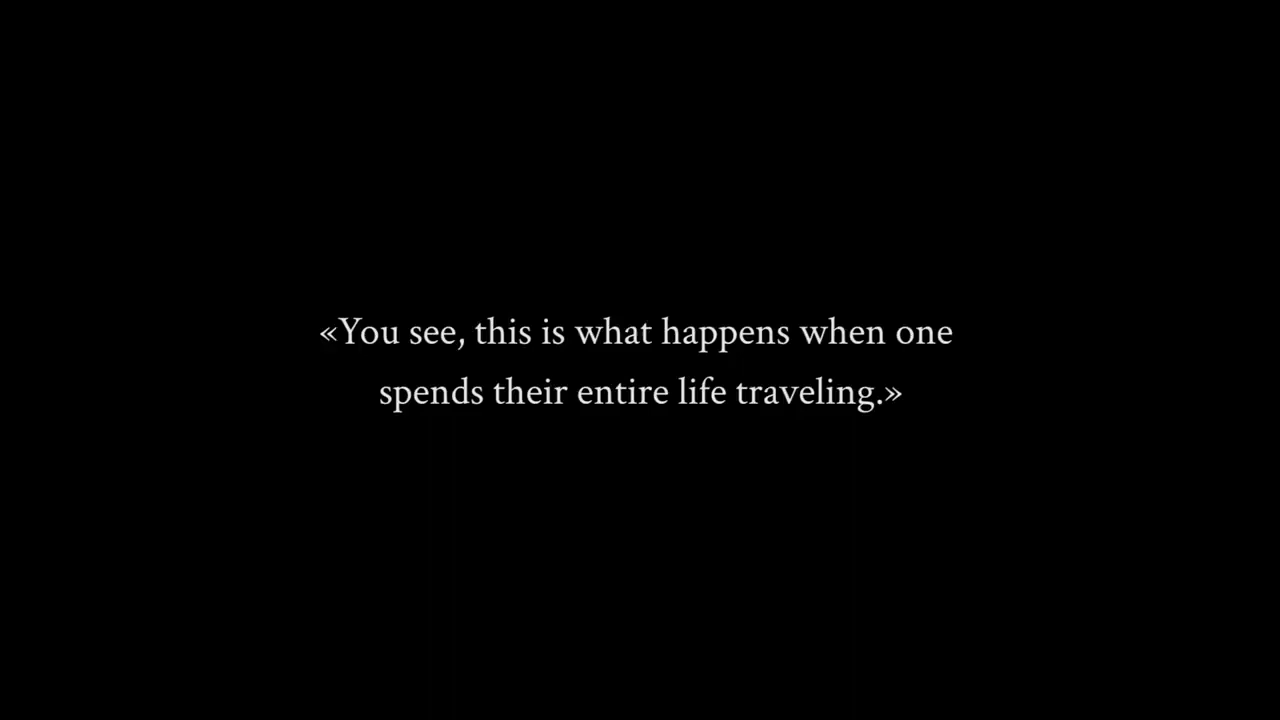 «You see, this is what happens when one
spends their entire life traveling.»